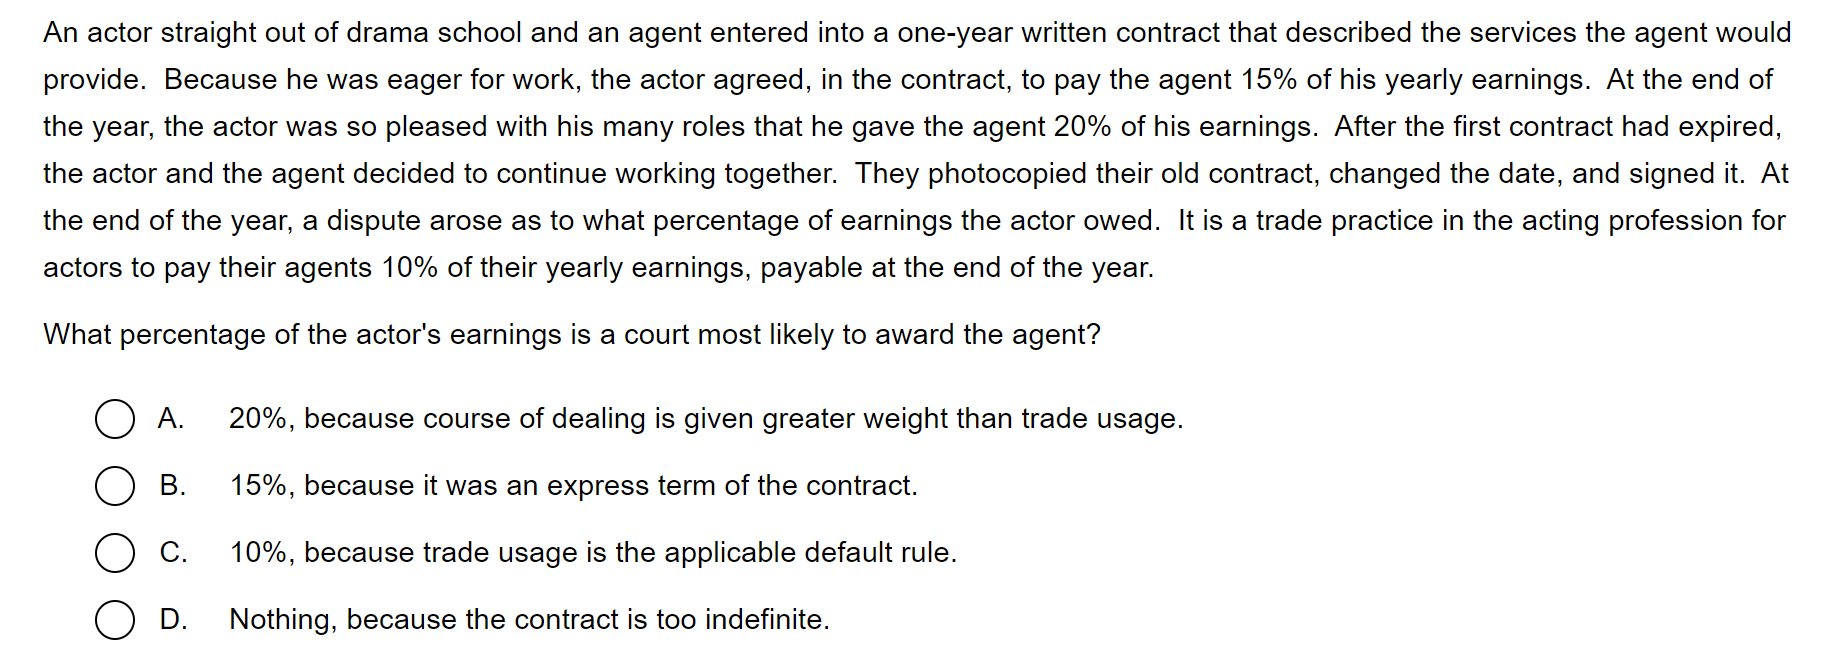 An actor straight out of drama school and an agent entered into a one-year written contract that described the services the agent would
provide.  Because he was eager for work, the actor agreed, in the contract, to pay the agent 15% of his yearly earnings.  At the end of
the year, the actor was so pleased with his many roles that he gave the agent 20% of his earnings.  After the first contract had expired,
the actor and the agent decided to continue working together.  They photocopied their old contract, changed the date, and signed it.  At
the end of the year, a dispute arose as to what percentage of earnings the actor owed.  It is a trade practice in the acting profession for
actors to pay their agents 10% of their yearly earnings, payable at the end of the year.
What percentage of the actor's earnings is a court most likely to award the agent?
A. 20%, because course of dealing is given greater weight than trade usage.
B. 15%, because it was an express term of the contract.
C. 10%, because trade usage is the applicable default rule.
D. Nothing, because the contract is too indefinite.